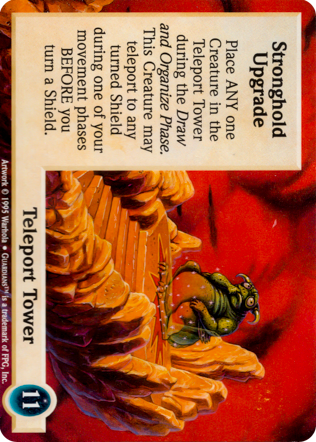 Stronghold
Upgrade
Place ANY one
Creature in the
Teleport Tower
during the Draw
and Organize Phase.
This Creature may
teleport to any
turned Shield
during one of your
movement phases
BEFORE you
turn a Shield.
Teleport Tower
11
Artwork © 1995 Warhola • GUARDIANS™ is a trademark of FPG, Inc.